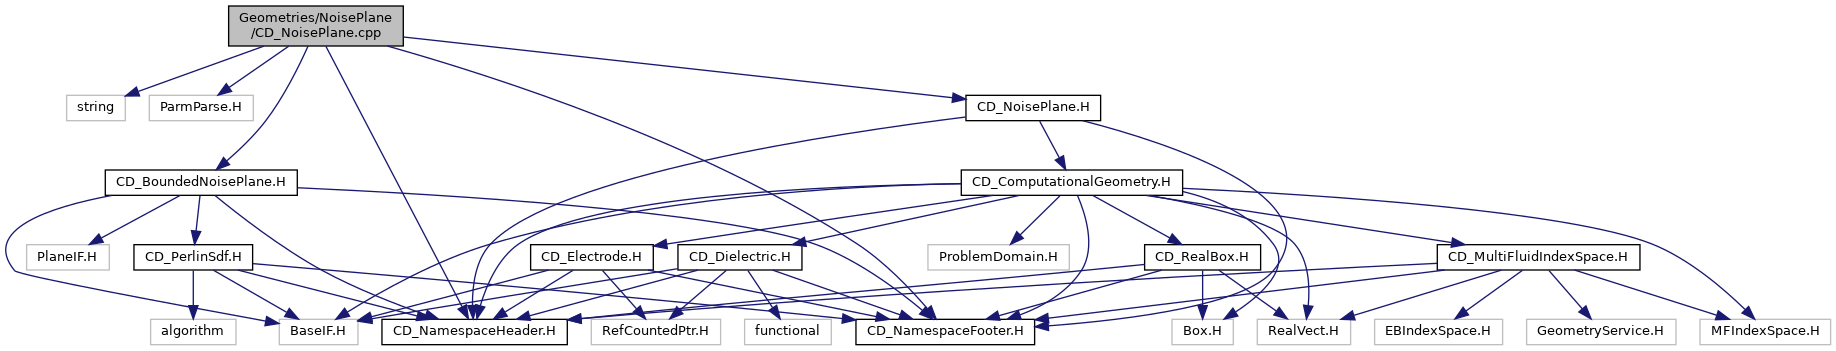 Geometries/NoisePlane
/CD_NoisePlane.cpp
string
ParmParse.H
CD_NoisePlane.H
CD_BoundedNoisePlane.H
CD_ComputationalGeometry.H
PlaneIF.H
CD_PerlinSdf.H
CD_Electrode.H
CD_Dielectric.H
ProblemDomain.H
CD_RealBox.H
CD_MultiFluidIndexSpace.H
algorithm
BaseIF.H
CD_NamespaceHeader.H
RefCountedPtr.H
functional
CD_NamespaceFooter.H
Box.H
RealVect.H
EBIndexSpace.H
GeometryService.H
MFIndexSpace.H